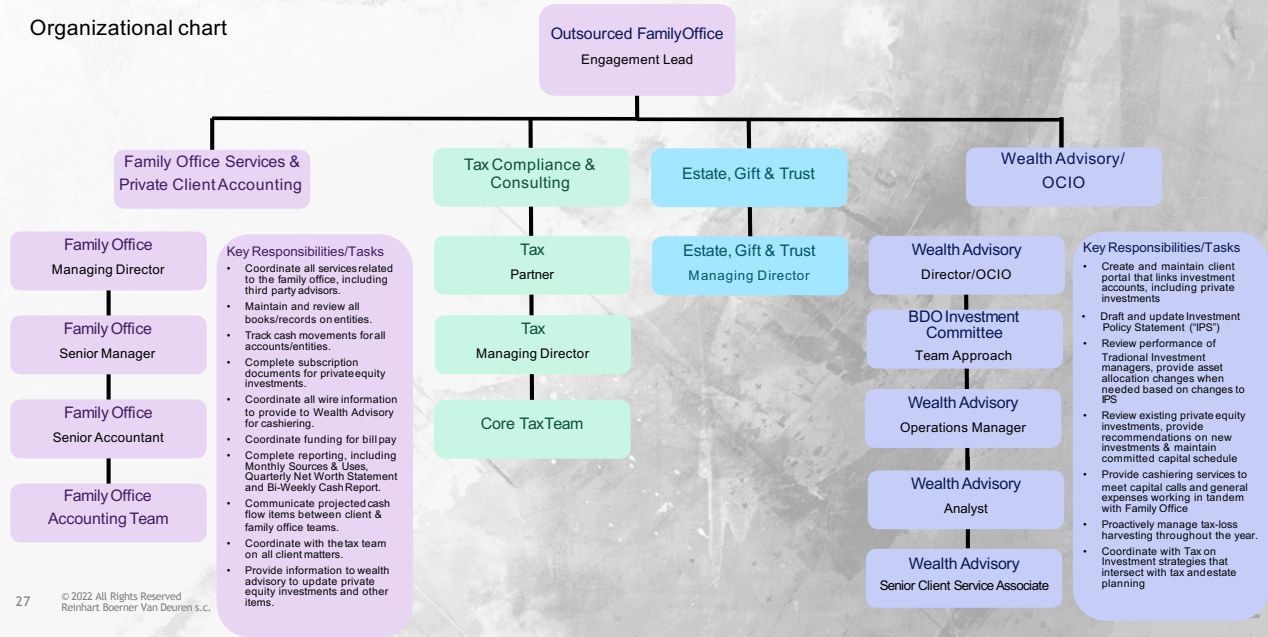 Organizational chart
Outsourced Family Office
Engagement Lead
Family Office Services &
Private Client Accounting
Tax Compliance &
Consulting
Estate, Gift & Trust
Wealth Advisory/
OCIO
Family Office
Managing Director
Family Office
Senior Manager
Family Office
Senior Accountant
Family Office
Accounting Team
Key Responsibilities/Tasks
• Coordinate all services related
to the family office, including
third party advisors.
• Maintain and review all
books/records on entities.
• Track cash movements for all
accounts/entities.
• Complete subscription
documents for private equity
investments.
• Coordinate all wire information
to provide to Wealth Advisory
for cashiering.
• Coordinate funding for bill pay
• Complete reporting, including
Monthly Sources & Uses,
Quarterly Net Worth Statement
and Bi-Weekly Cash Report.
• Communicate projected cash
flow items between client &
family office teams.
• Coordinate with the tax team
on all client matters.
• Provide information to wealth
advisory to update private
equity investments and other
items.
Tax
Partner
Tax
Managing Director
Core Tax Team
Estate, Gift & Trust
Managing Director
Wealth Advisory
Director/OCIO
BDO Investment
Committee
Team Approach
Wealth Advisory
Operations Manager
Wealth Advisory
Analyst
Wealth Advisory
Senior Client Service Associate
Key Responsibilities/Tasks
• Create and maintain client
portal that links investment
accounts, including private
investments
• Draft and update Investment
Policy Statement ("IPS")
• Review performance of
Tradional Investment
managers, provide asset
allocation changes when
needed based on changes to
IPS
• Review existing private equity
investments, provide
recommendations on new
investments & maintain
committed capital schedule
• Provide cashiering services to
meet capital calls and general
expenses working in tandem
with Family Office
• Proactively manage tax-loss
harvesting throughout the year.
• Coordinate with Tax on
Investment strategies that
intersect with tax and estate
planning
27
© 2022 All Rights Reserved
Reinhart Boerner Van Deuren s.c.